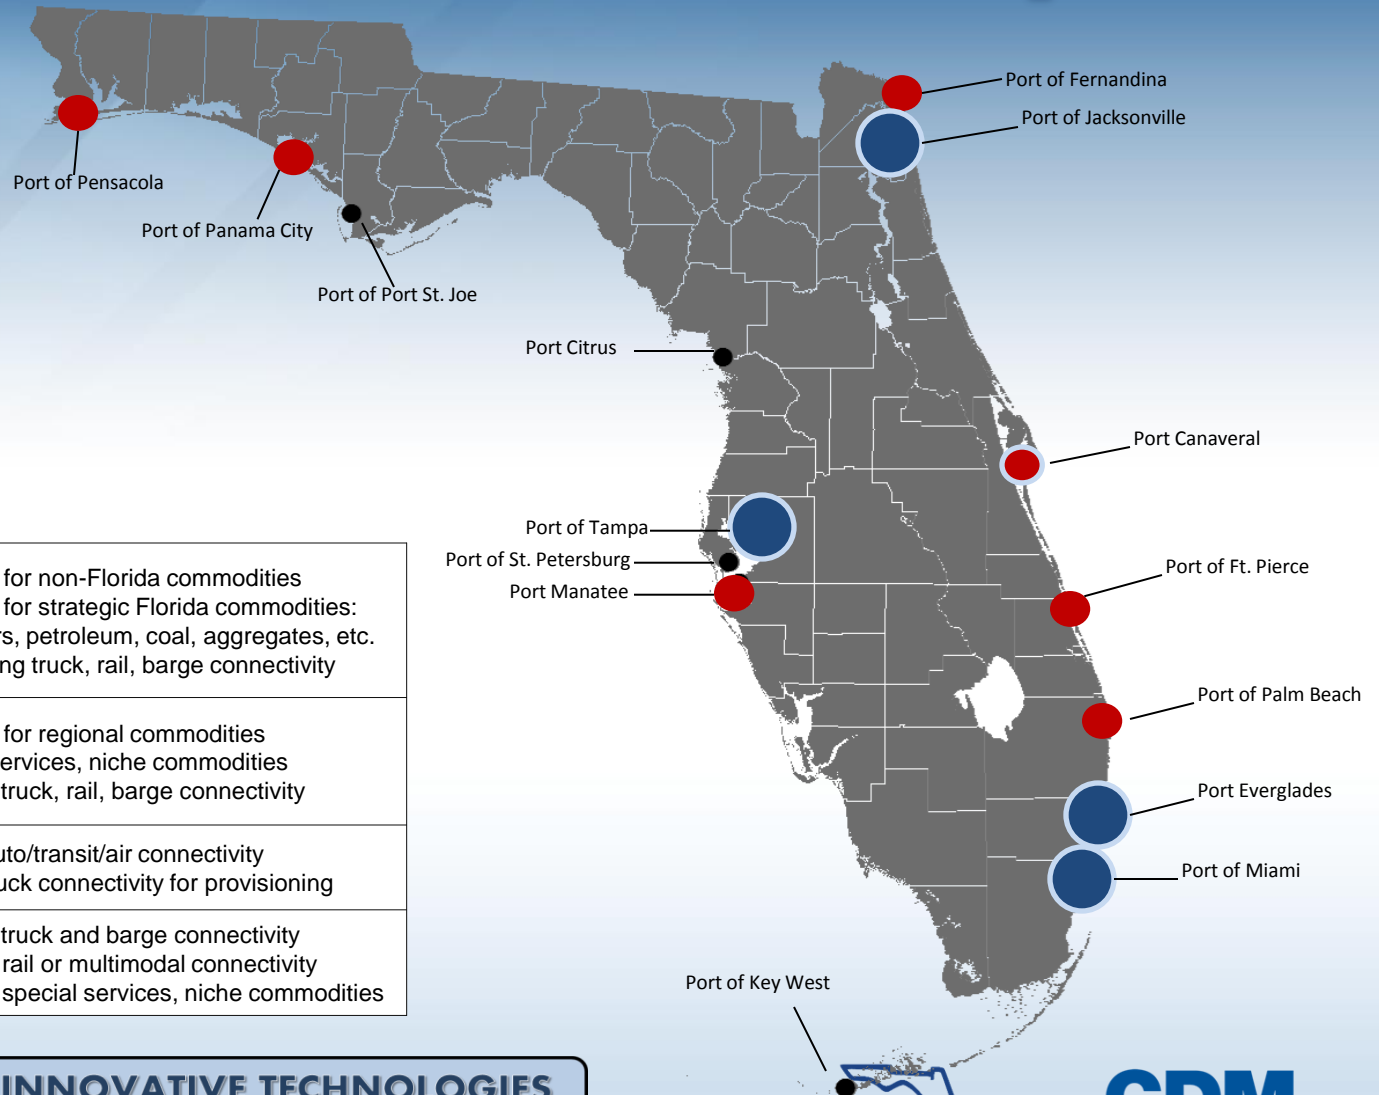 Port of Fernandina
Port of Jacksonville
Port of Pensacola
Port of Panama City
Port of Port St. Joe
Port Citrus
Port Canaveral
Port of Tampa
Port of St. Petersburg
Port Manatee
Port of Ft. Pierce
Port of Palm Beach
Port Everglades
Port of Miami
Port of Key West
for non-Florida commodities
for strategic Florida commodities:
rs, petroleum, coal, aggregates, etc.
ng truck, rail, barge connectivity
for regional commodities
ervices, niche commodities
truck, rail, barge connectivity
uto/transit/air connectivity
uck connectivity for provisioning
truck and barge connectivity
rail or multimodal connectivity
special services, niche commodities
INNOVATIVE TECHNOLOGIES
CDM